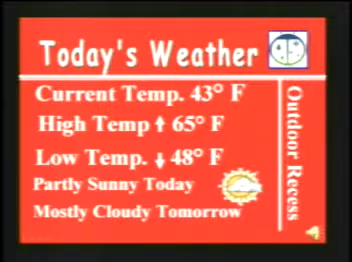 Today's Weather
Current Temp. 43° F
High Temp ↑ 65° F
Low Temp. ↓ 48° F
Partly Sunny Today
Mostly Cloudy Tomorrow
Outdoor Recess